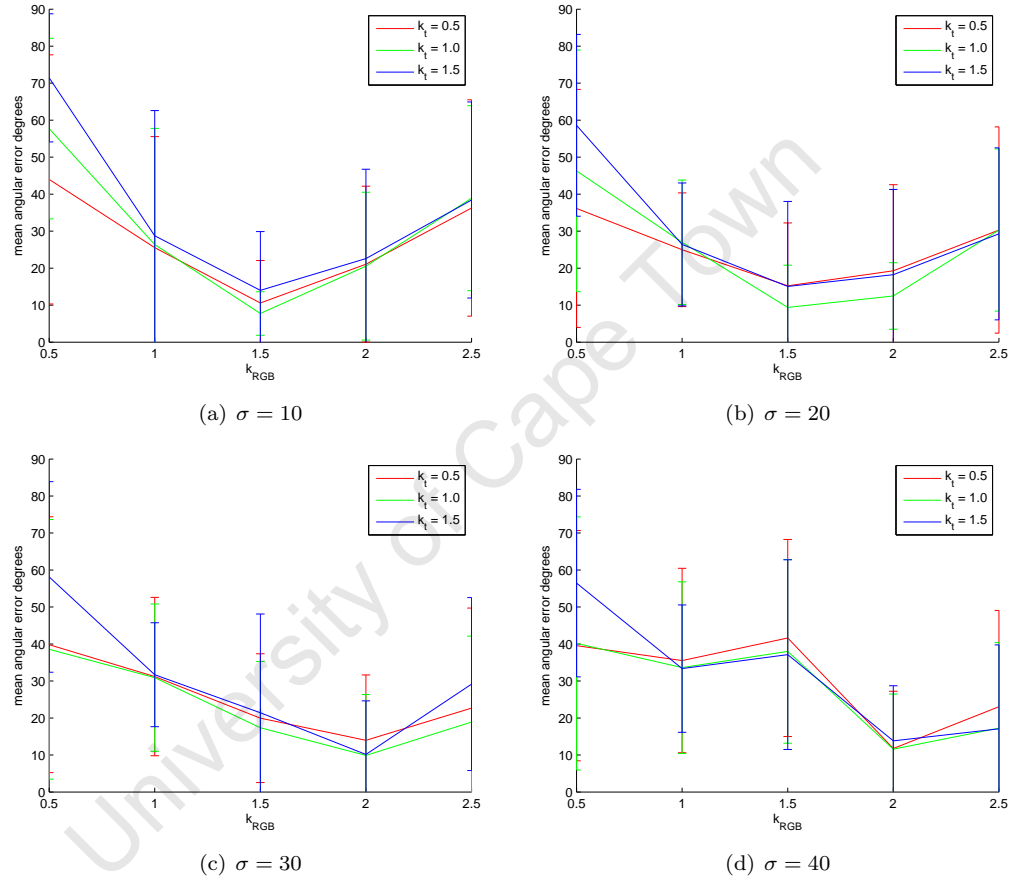 90
80
70
60
50
40
30
20
10
0
mean angular error degrees
0.5 1 1.5 2 2.5
k_RGB
k_t = 0.5
k_t = 1.0
k_t = 1.5
(a) σ = 10
90
80
70
60
50
40
30
20
10
0
mean angular error degrees
0.5 1 1.5 2 2.5
k_RGB
k_t = 0.5
k_t = 1.0
k_t = 1.5
(b) σ = 20
90
80
70
60
50
40
30
20
10
0
mean angular error degrees
0.5 1 1.5 2 2.5
k_RGB
k_t = 0.5
k_t = 1.0
k_t = 1.5
(c) σ = 30
90
80
70
60
50
40
30
20
10
0
mean angular error degrees
0.5 1 1.5 2 2.5
k_RGB
k_t = 0.5
k_t = 1.0
k_t = 1.5
(d) σ = 40
University of Cape Town